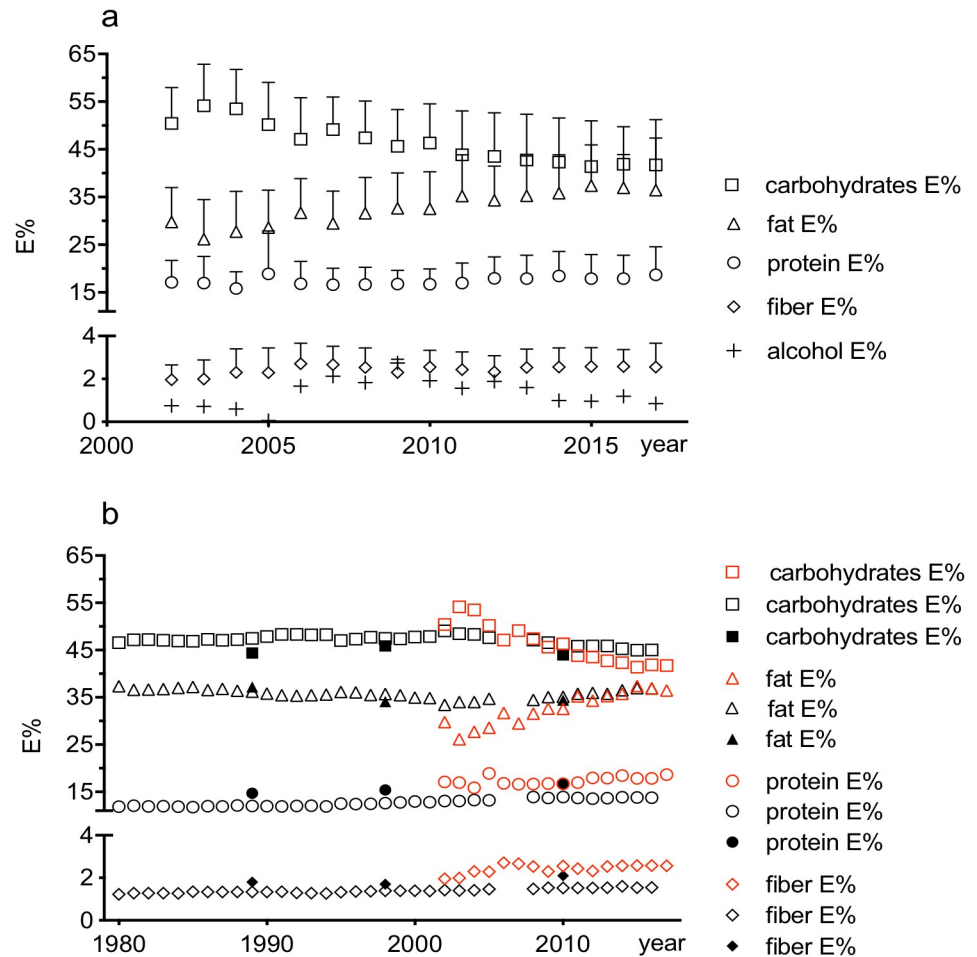 a
65
55
45
35
25
15
4
2
0
E%
2000
2005
2010
2015
year
carbohydrates E%
fat E%
protein E%
fiber E%
alcohol E%
b
65
55
45
35
25
15
4
2
0
E%
1980
1990
2000
2010
year
carbohydrates E%
carbohydrates E%
carbohydrates E%
fat E%
fat E%
fat E%
protein E%
protein E%
protein E%
fiber E%
fiber E%
fiber E%